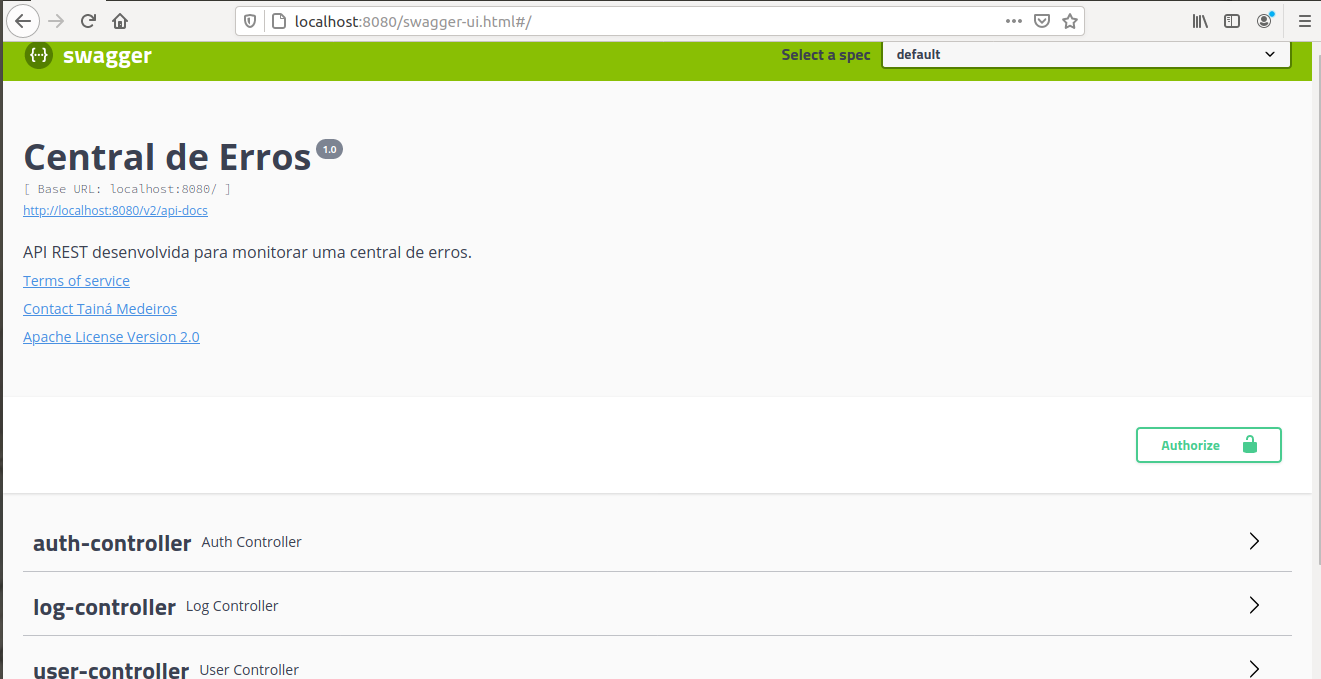 localhost:8080/swagger-ui.html#/
{··} swagger
Select a spec default
Central de Erros 1.0
[ Base URL: localhost:8080/ ]
http://localhost:8080/v2/api-docs
API REST desenvolvida para monitorar uma central de erros.
Terms of service
Contact Tainá Medeiros
Apache License Version 2.0
Authorize
auth-controller Auth Controller
log-controller Log Controller
user-controller User Controller